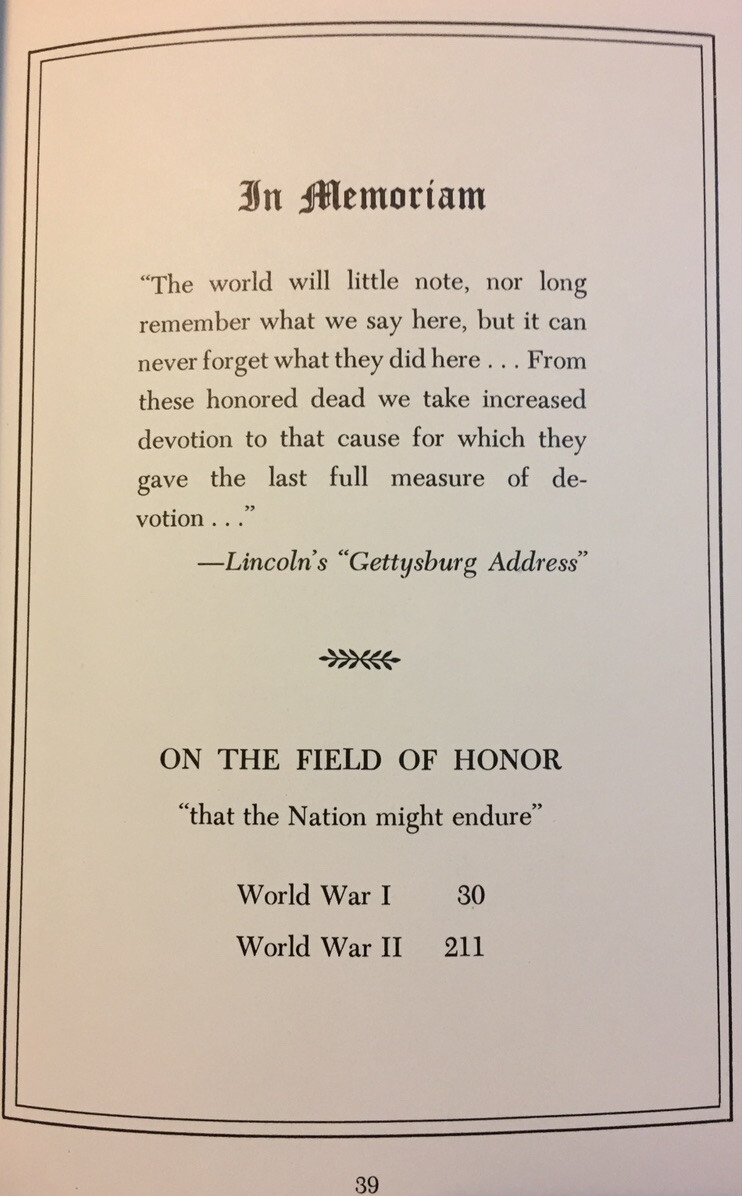 In Memoriam
“The world will little note, nor long
remember what we say here, but it can
never forget what they did here . . . From
these honored dead we take increased
devotion to that cause for which they
gave the last full measure of de-
votion . . .”
—Lincoln’s “Gettysburg Address”
ON THE FIELD OF HONOR
“that the Nation might endure”
World War I 30
World War II 211
39